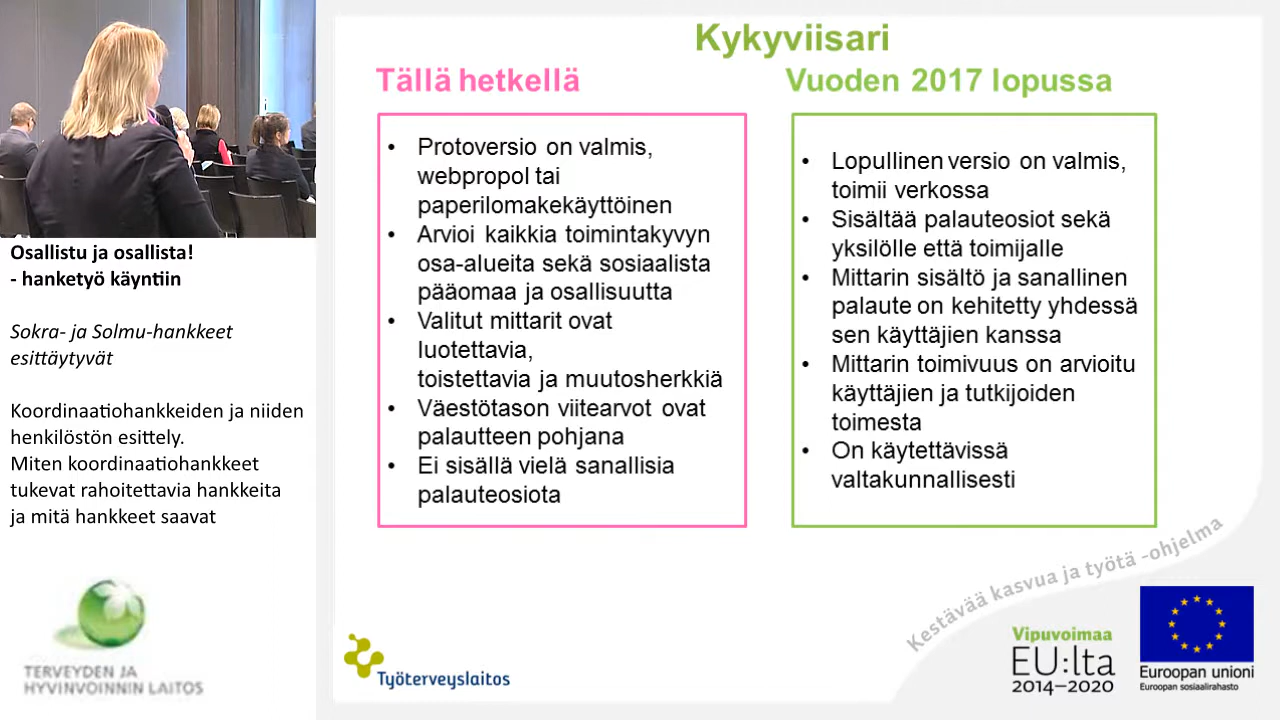 Kykyviisari
Tällä hetkellä
Vuoden 2017 lopussa
• Protoversio on valmis,
webpropol tai
paperilomakekäyttöinen
• Arvioi kaikkia toimintakyvyn
osa-alueita sekä sosiaalista
pääomaa ja osallisuutta
• Valitut mittarit ovat
luotettavia,
toistettavia ja muutosherkkiä
• Väestötason viitearvot ovat
palautteen pohjana
• Ei sisällä vielä sanallisia
palauteosiota
• Lopullinen versio on valmis,
toimii verkossa
• Sisältää palauteosiot sekä
yksilölle että toimijalle
• Mittarin sisältö ja sanallinen
palaute on kehitetty yhdessä
sen käyttäjien kanssa
• Mittarin toimivuus on arvioitu
käyttäjien ja tutkijoiden
toimesta
• On käytettävissä
valtakunnallisesti
Osallistu ja osallista!
- hanketyö käyntiin
Sokra- ja Solmu-hankkeet
esittäytyvät
Koordinaatiohankkeiden ja niiden
henkilöstön esittely.
Miten koordinaatiohankkeet
tukevat rahoitettavia hankkeita
ja mitä hankkeet saavat
TERVEYDEN JA
HYVINVOINNIN LAITOS
Työterveyslaitos
Kestävää kasvua ja työtä -ohjelma
Vipuvoimaa
EU:lta
2014–2020
Euroopan unioni
Euroopan sosiaalirahasto